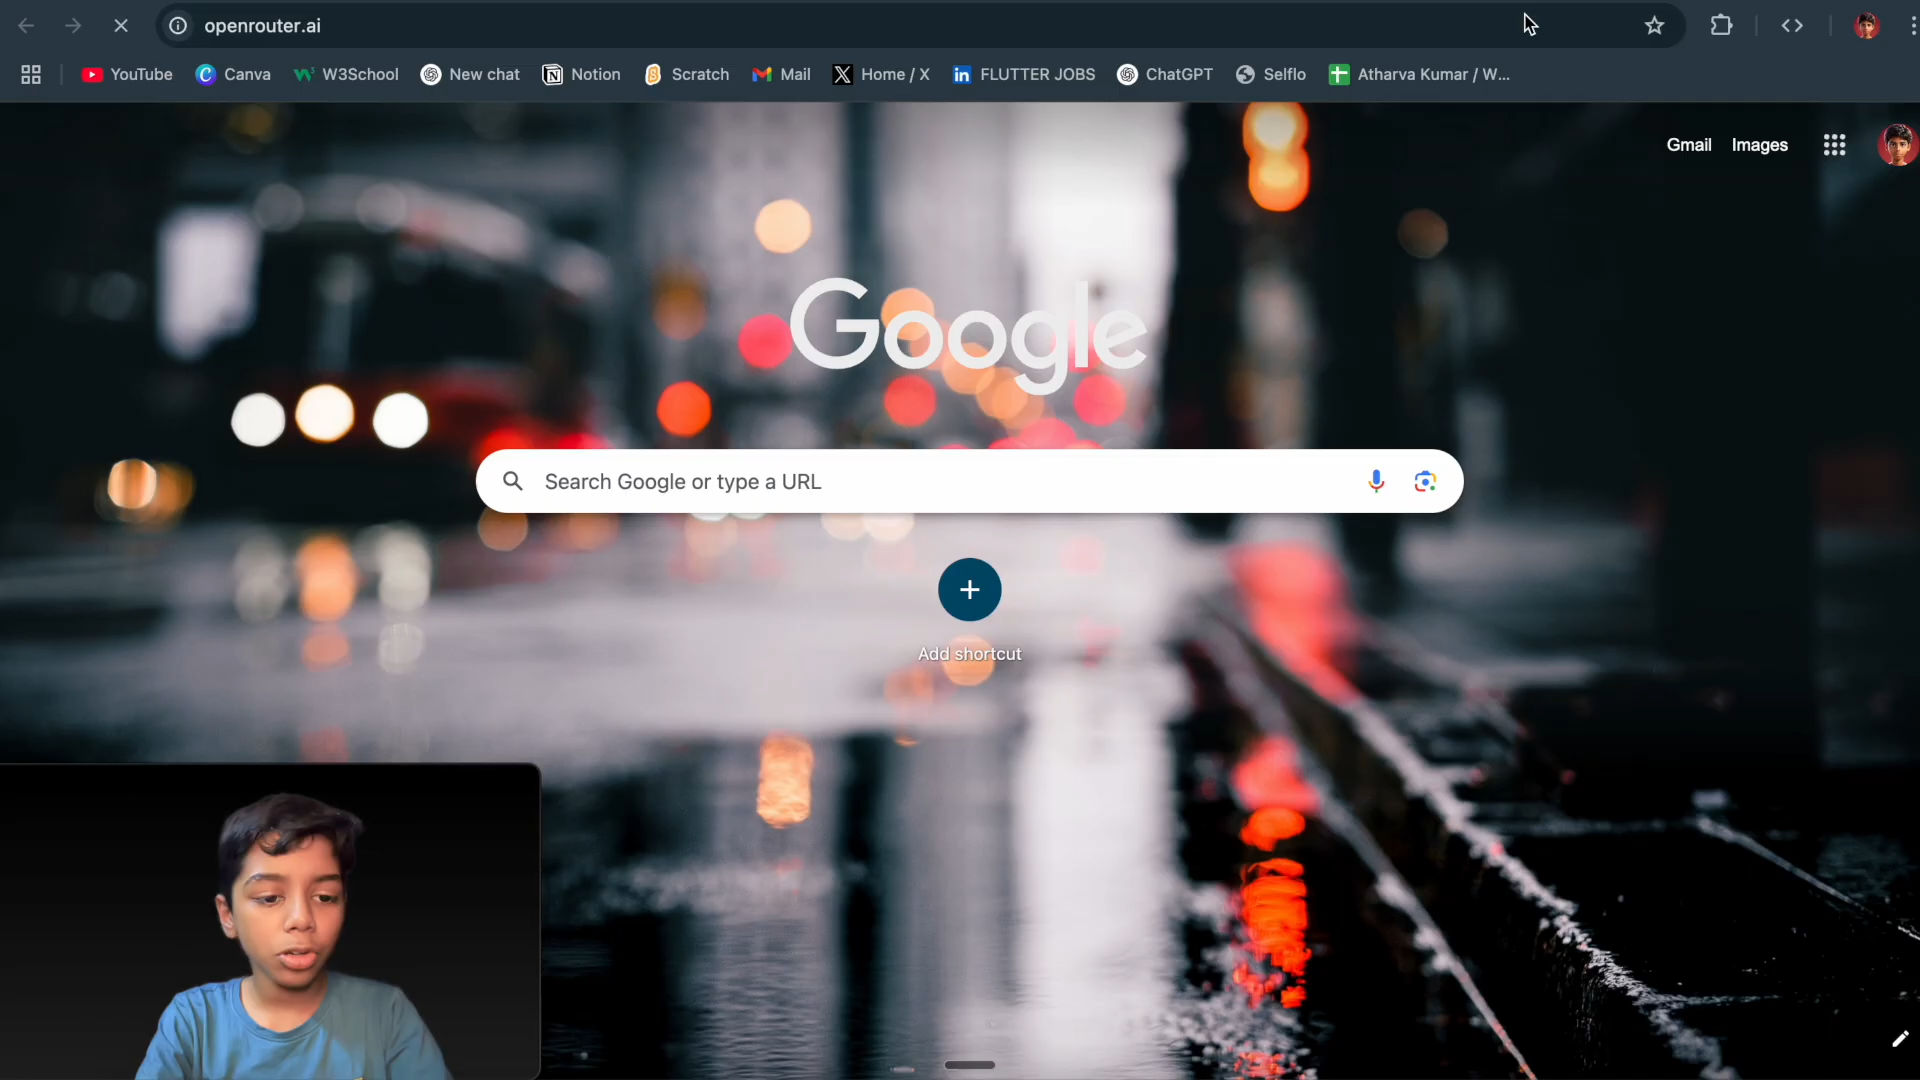 openrouter.ai
YouTube Canva W3School New chat Notion Scratch Mail Home / X FLUTTER JOBS ChatGPT Selflo Atharva Kumar / W...
Gmail Images
Google
Search Google or type a URL
Add shortcut